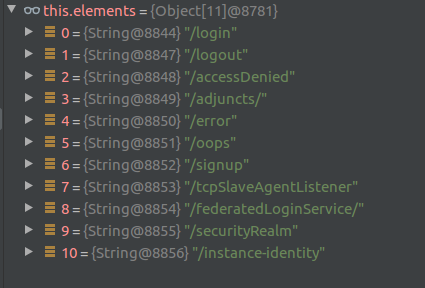 this.elements = {Object[11]@8781}
0 = {String@8844} "/login"
1 = {String@8847} "/logout"
2 = {String@8848} "/accessDenied"
3 = {String@8849} "/adjuncts/"
4 = {String@8850} "/error"
5 = {String@8851} "/oops"
6 = {String@8852} "/signup"
7 = {String@8853} "/tcpSlaveAgentListener"
8 = {String@8854} "/federatedLoginService/"
9 = {String@8855} "/securityRealm"
10 = {String@8856} "/instance-identity"